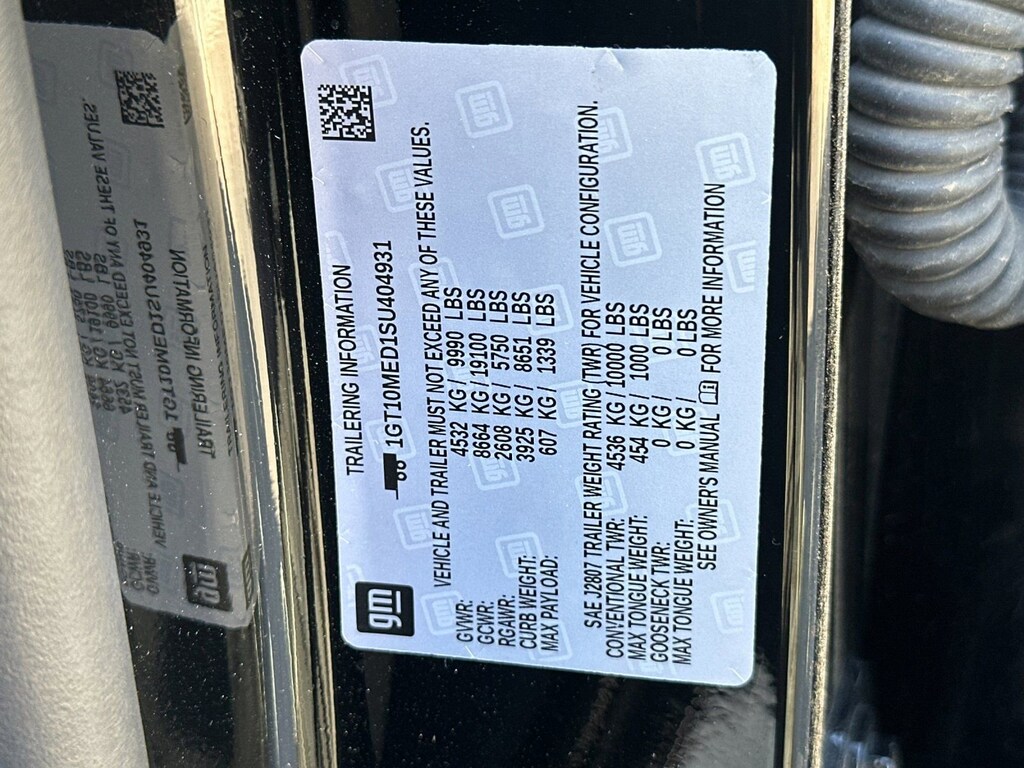 gm
TRAILERING INFORMATION
1GT10MED1SU404931
VEHICLE AND TRAILER MUST NOT EXCEED ANY OF THESE VALUES.
GVWR: 4532 KG / 9990 LBS
GCWR: 8664 KG / 19100 LBS
RGAWR: 2608 KG / 5750 LBS
CURB WEIGHT: 3925 KG / 8651 LBS
MAX PAYLOAD: 607 KG / 1339 LBS
SAE J2807 TRAILER WEIGHT RATING (TWR) FOR VEHICLE CONFIGURATION.
CONVENTIONAL TWR: 4536 KG / 10000 LBS
MAX TONGUE WEIGHT: 454 KG / 1000 LBS
GOOSENECK TWR: 0 KG / 0 LBS
MAX TONGUE WEIGHT: 0 KG / 0 LBS
SEE OWNER'S MANUAL FOR MORE INFORMATION